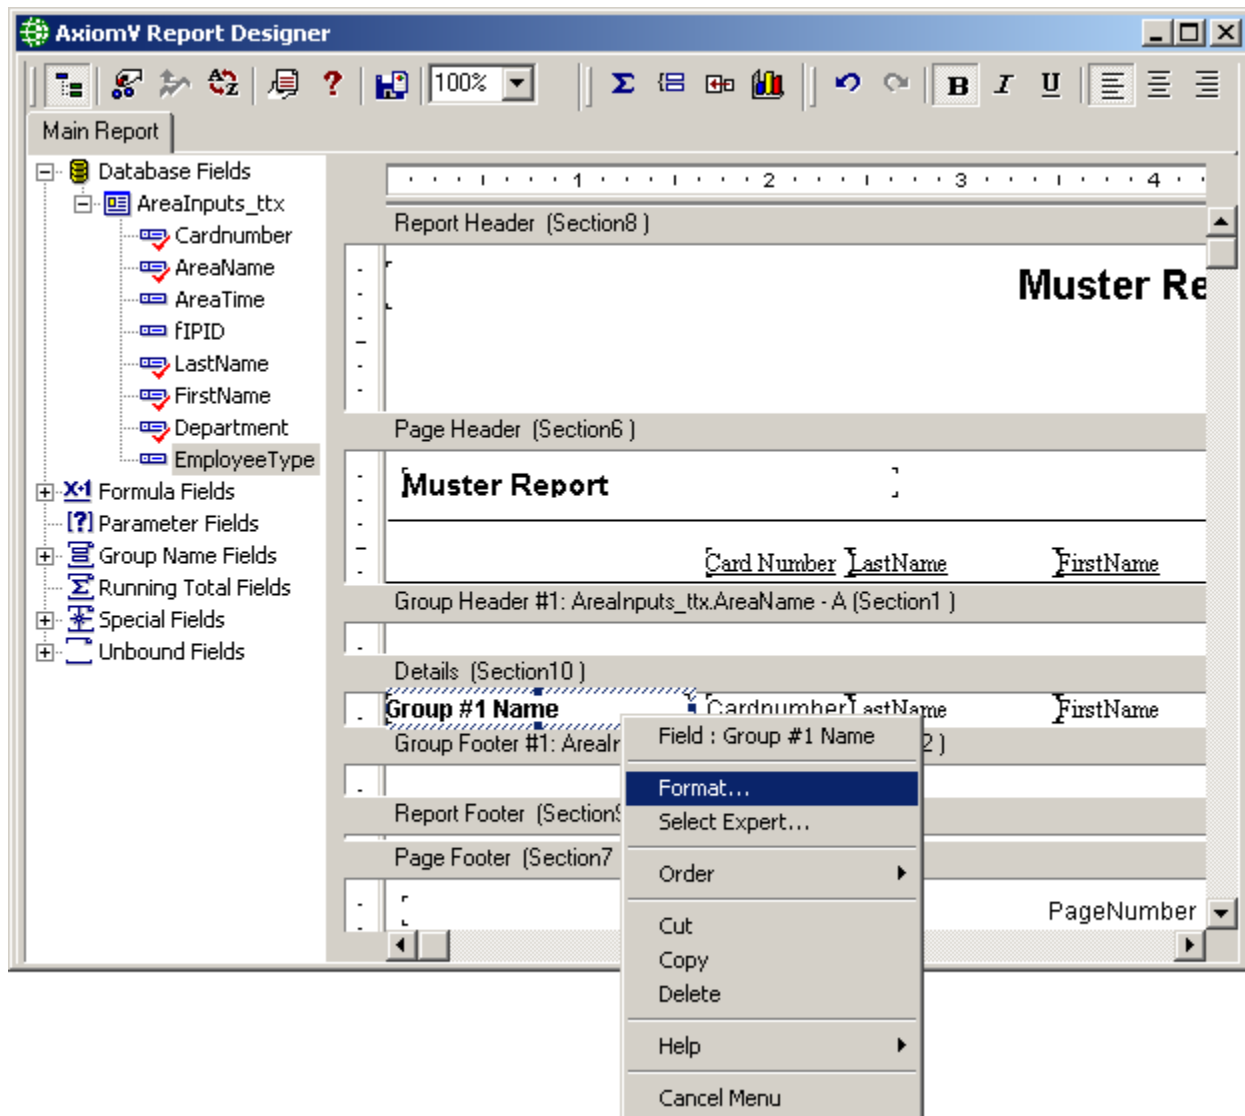 AxiomV Report Designer
100%
B I U
Main Report
Database Fields
AreaInputs_ttx
Cardnumber
AreaName
AreaTime
fIPID
LastName
FirstName
Department
EmployeeType
Formula Fields
Parameter Fields
Group Name Fields
Running Total Fields
Special Fields
Unbound Fields
1 2 3 4
Report Header (Section8 )
Muster Re
Page Header (Section6 )
Muster Report
Card Number LastName FirstName
Group Header #1: AreaInputs_ttx.AreaName - A (Section1 )
Details (Section10 )
Group #1 Name Cardnumber LastName FirstName
Group Footer #1: AreaIn 2 )
Report Footer (Section9
Page Footer (Section7
PageNumber
Field : Group #1 Name
Format...
Select Expert...
Order
Cut
Copy
Delete
Help
Cancel Menu